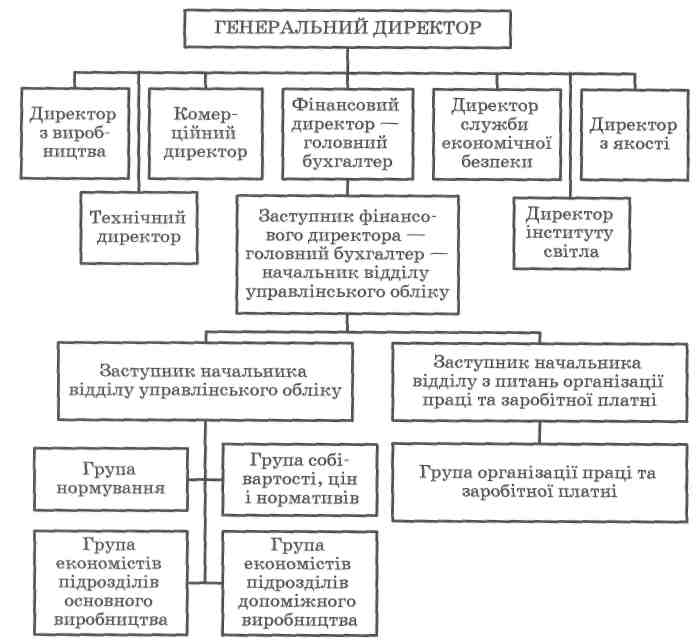 ГЕНЕРАЛЬНИЙ ДИРЕКТОР
Директор
з вироб-
ництва
Комер-
ційний
директор
Фінансовий
директор —
головний
бухгалтер
Директор
служби
економічної
безпеки
Директор
з якості
Технічний
директор
Заступник фінансо-
вого директора —
головний бухгалтер —
начальник відділу
управлінського обліку
Директор
інституту
світла
Заступник начальника
відділу управлінського обліку
Заступник начальника
відділу з питань організації
праці та заробітної платні
Група
нормування
Група собі-
вартості, цін
і нормативів
Група організації праці та
заробітної платні
Група
економістів
підрозділів
основного
виробництва
Група
економістів
підрозділів
допоміжного
виробництва